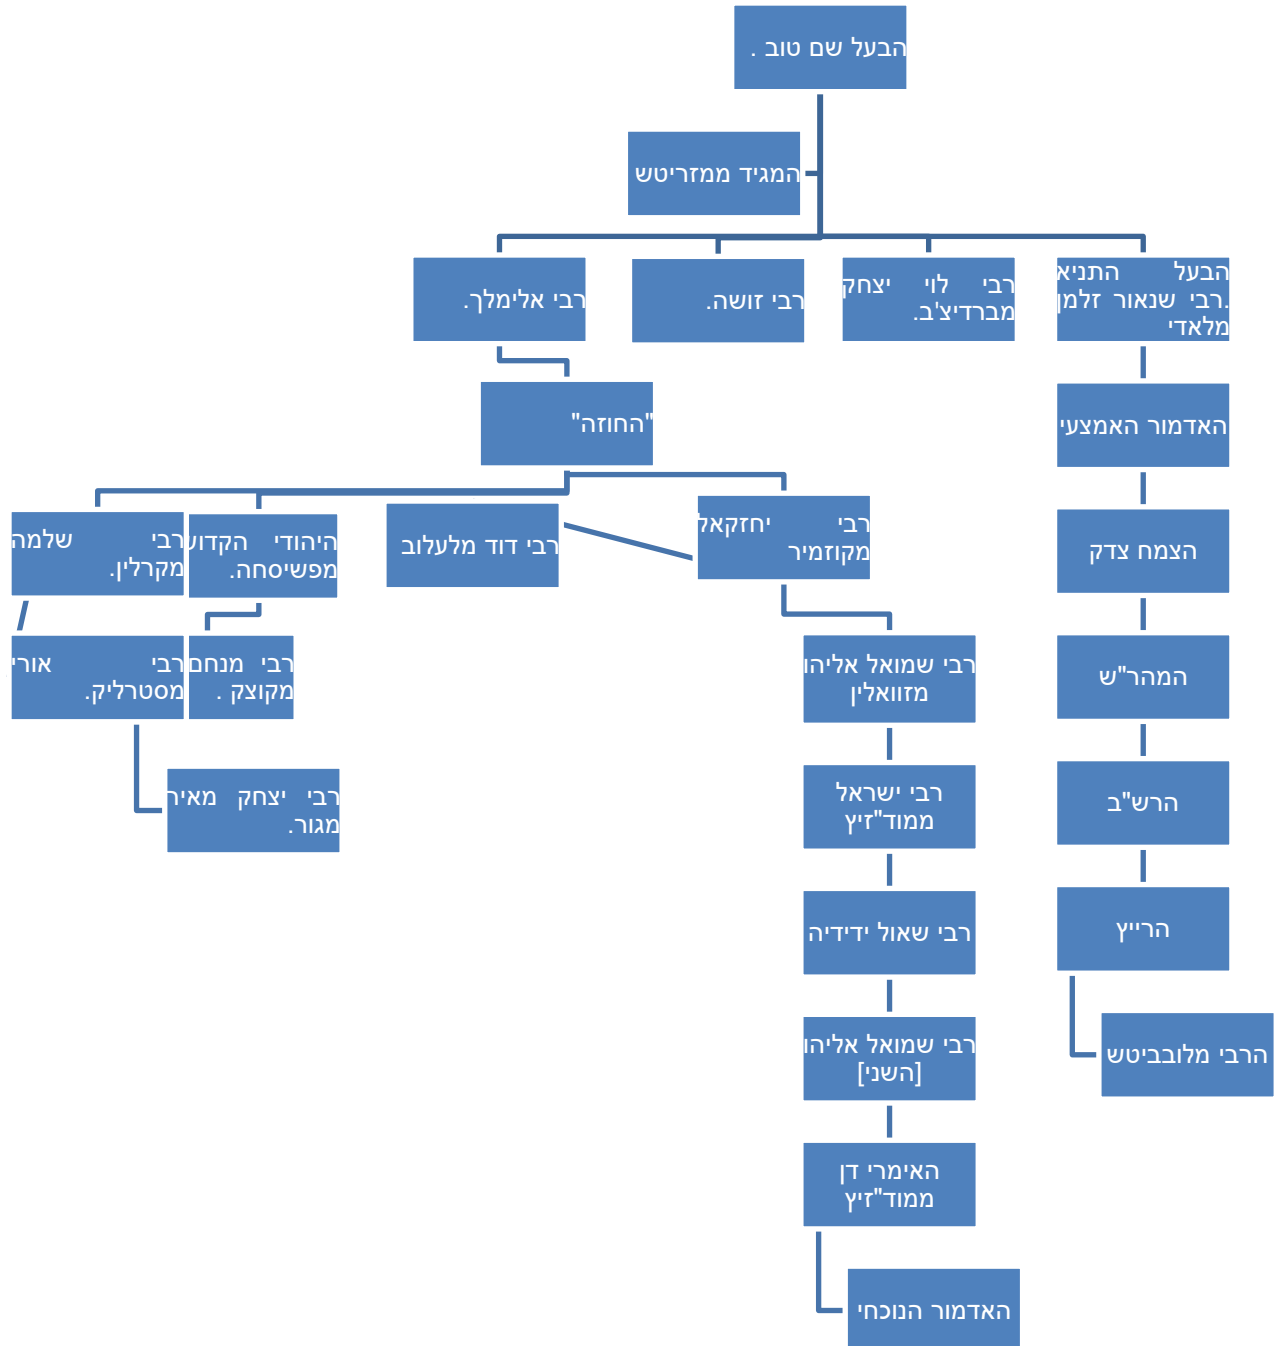 הבעל שם טוב .
המגיד ממזריטש
הבעל התניא
.רבי שנאור זלמן
מלאדי
רבי לוי יצחק
מברדיצ'ב.
רבי זושה.
רבי אלימלך.
האדמור האמצעי
"החוזה"
הצמח צדק
רבי יחזקאל
מקוזמיר
רבי דוד מלעלוב
היהודי הקדוש
מפשיסחה.
רבי שלמה
מקרלין.
המהר"ש
רבי שמואל אליהו
מזוואלין
רבי מנחם
מקוצק .
רבי אורי
מסטרליק.
הרש"ב
רבי ישראל
ממוד"זיץ
רבי יצחק מאיר
מגור.
הרייץ
רבי שאול ידידיה
הרבי מלובביטש
רבי שמואל אליהו
[השני]
האימרי דן
ממוד"זיץ
האדמור הנוכחי